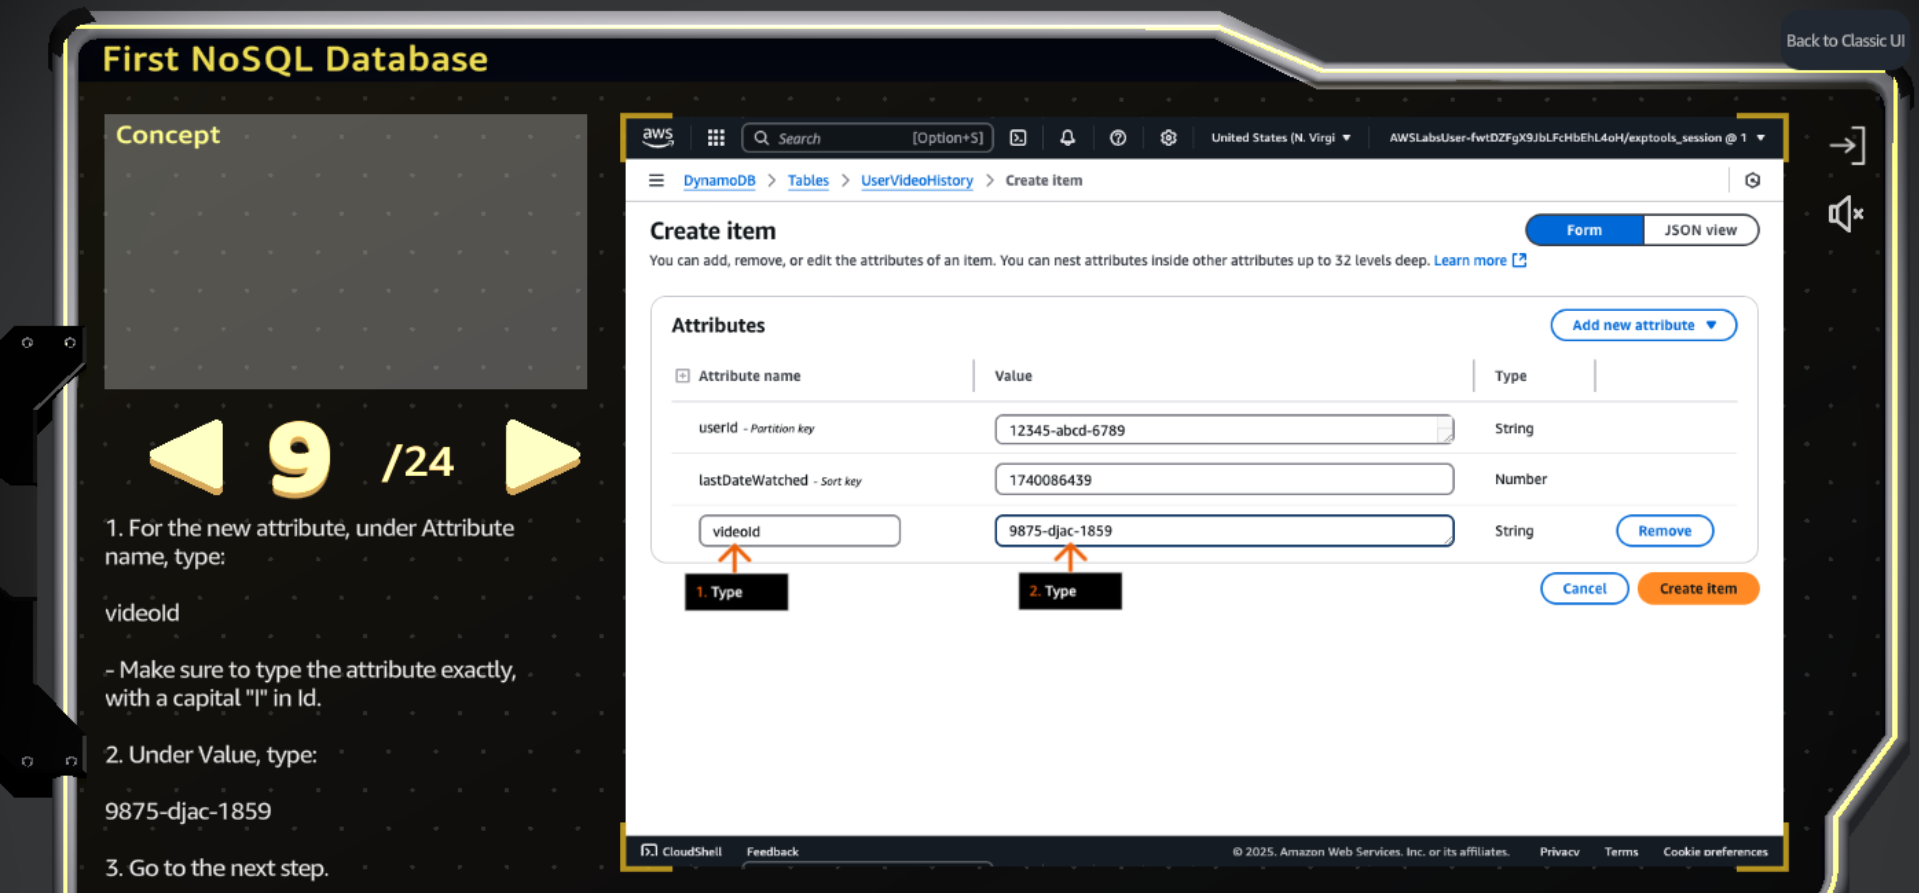 Back to Classic UI
First NoSQL Database
Concept
9 /24
1. For the new attribute, under Attribute
name, type:
videoId
- Make sure to type the attribute exactly,
with a capital "I" in Id.
2. Under Value, type:
9875-djac-1859
3. Go to the next step.
aws
Search [Option+S]
United States (N. Virgi
AWSLabsUser-fwtDZFgX9JbLFcHbEhL4oH/exptools_session @ 1
DynamoDB > Tables > UserVideoHistory > Create item
Create item
Form
JSON view
You can add, remove, or edit the attributes of an item. You can nest attributes inside other attributes up to 32 levels deep. Learn more
Attributes
Add new attribute
Attribute name
Value
Type
userId - Partition key
12345-abcd-6789
String
lastDateWatched - Sort key
1740086439
Number
videoId
9875-djac-1859
String
Remove
1. Type
2. Type
Cancel
Create item
CloudShell
Feedback
© 2025, Amazon Web Services, Inc. or its affiliates.
Privacy
Terms
Cookie preferences